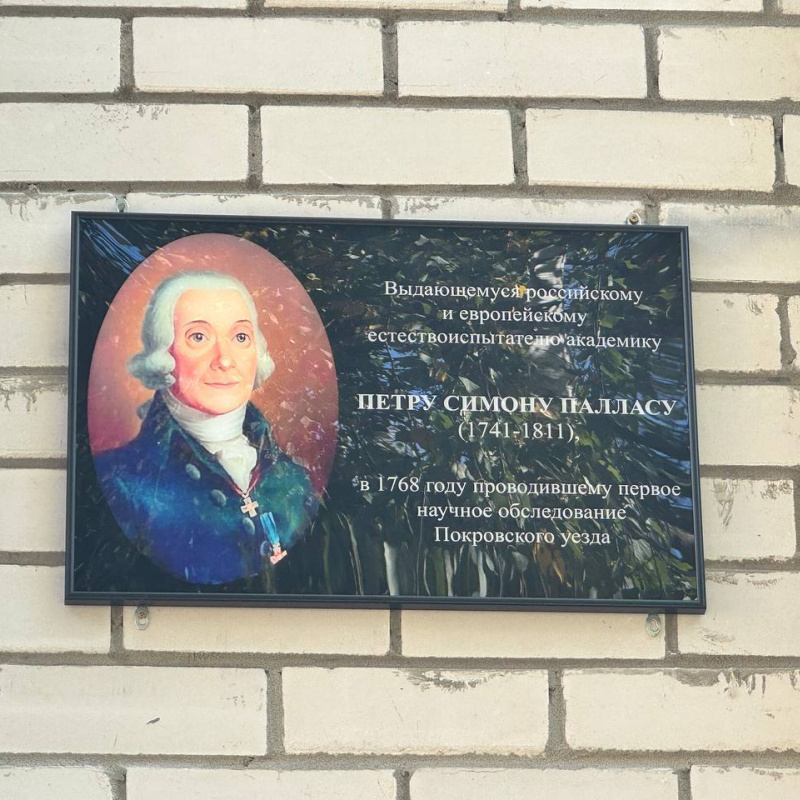 Выдающемуся российскому
и европейскому
естествоиспытателю академику
ПЕТРУ СИМОНУ ПАЛЛАСУ
(1741-1811),
в 1768 году проводившему первое
научное обследование
Покровского уезда